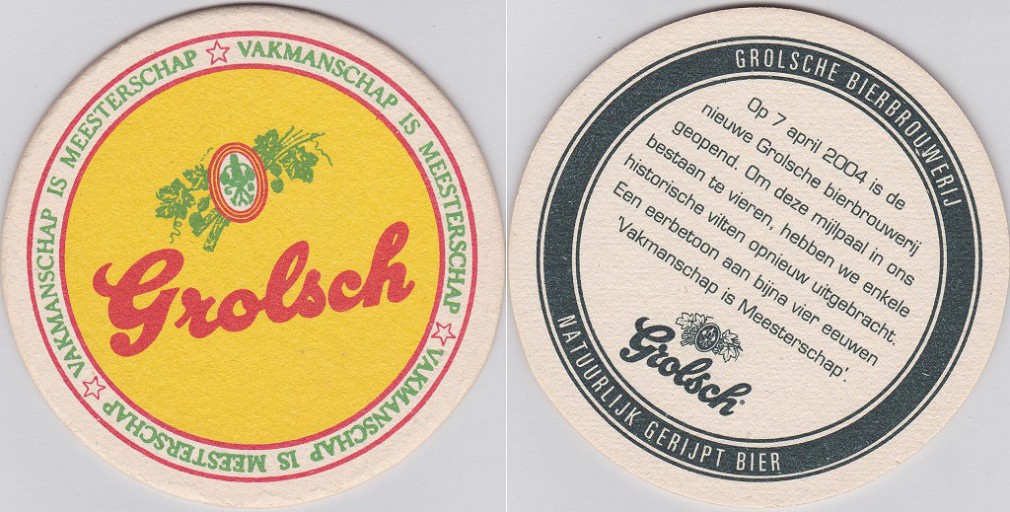 VAKMANSCHAP IS MEESTERSCHAP
VAKMANSCHAP IS MEESTERSCHAP
VAKMANSCHAP IS MEESTERSCHAP
Grolsch
GROLSCHE BIERBROUWERIJ
Op 7 april 2004 is de
nieuwe Grolsche bierbrouwerij
geopend. Om deze mijlpaal in ons
bestaan te vieren, hebben we enkele
historische vilten opnieuw uitgebracht.
Een eerbetoon aan bijna vier eeuwen
'Vakmanschap is Meesterschap'.
Grolsch
NATUURLIJK GERIJPT BIER